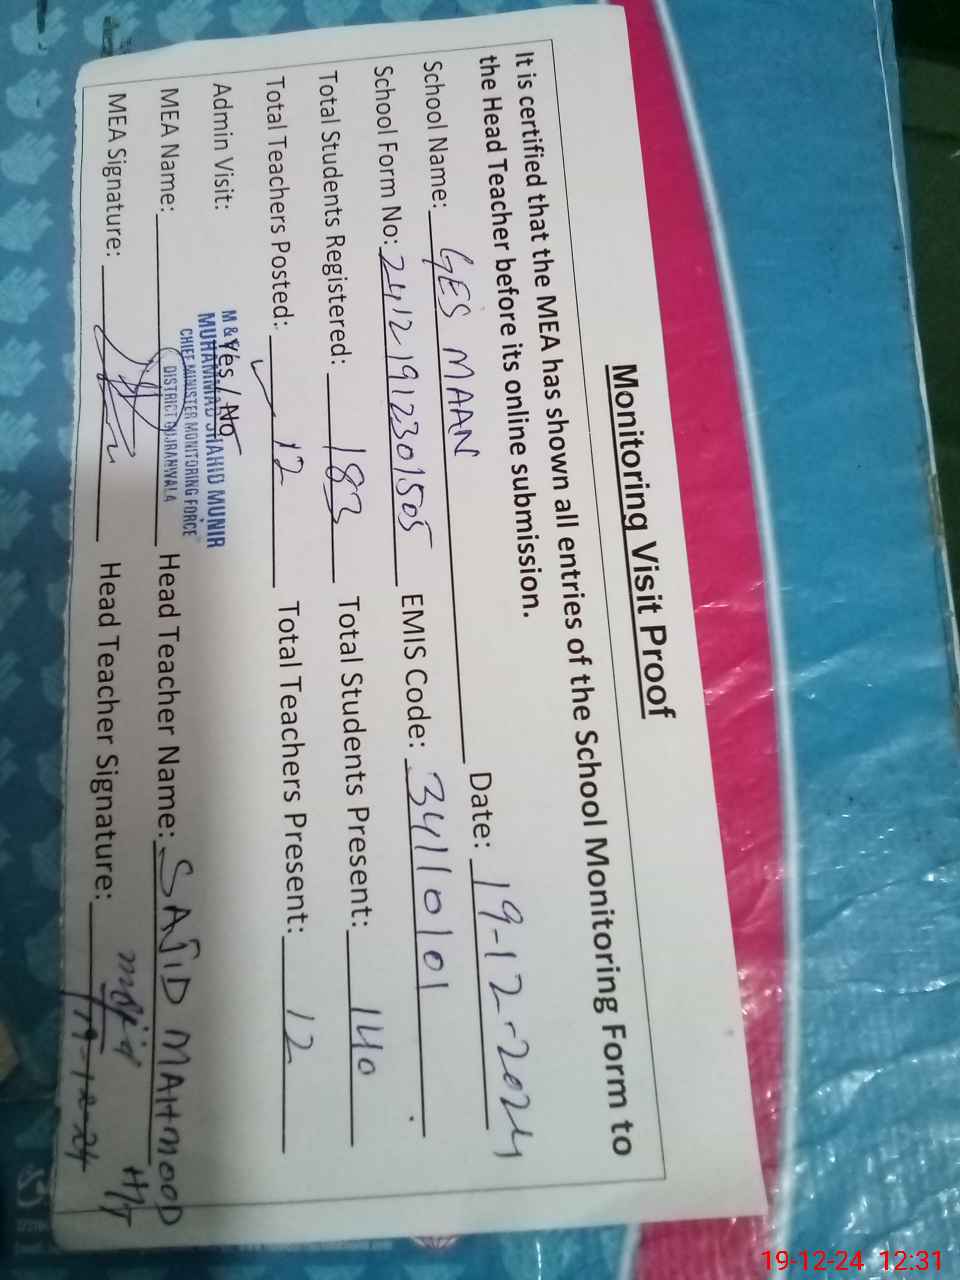 Monitoring Visit Proof
It is certified that the MEA has shown all entries of the School Monitoring Form to
the Head Teacher before its online submission.
School Name: GES MAAN Date: 19-12-2024
School Form No: 24121912301505 EMIS Code: 34110101
Total Students Registered: 183 Total Students Present: 140
Total Teachers Posted: 12 Total Teachers Present: 12
Admin Visit: Yes / No
M &
MUHAMMAD SHAHID MUNIR
CHIEF MINISTER MONITORING FORCE
DISTRICT GUJRANWALA
MEA Name: Head Teacher Name: SAJID MAHMOOD
MEA Signature: Head Teacher Signature:
19-12-24
19-12-24 12:31